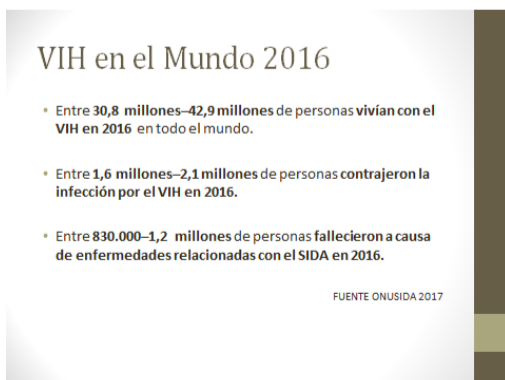 VIH en el Mundo 2016
• Entre 30,8 millones–42,9 millones de personas vivían con el
VIH en 2016 en todo el mundo.
• Entre 1,6 millones–2,1 millones de personas contrajeron la
infección por el VIH en 2016.
• Entre 830.000–1,2 millones de personas fallecieron a causa
de enfermedades relacionadas con el SIDA en 2016.
FUENTE ONUSIDA 2017